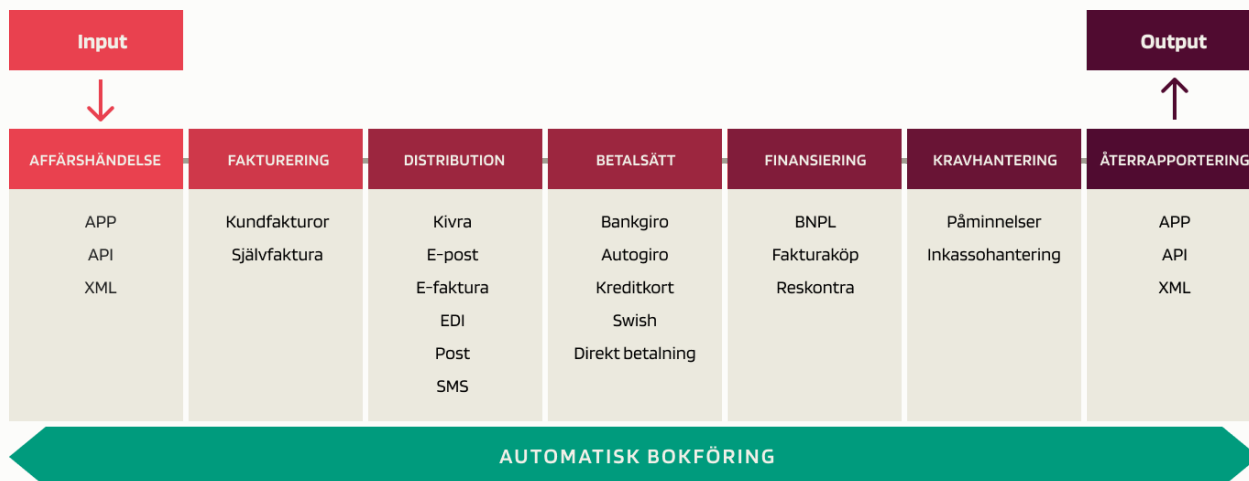 Input
Output
AFFÄRSHÄNDELSE
FAKTURERING
DISTRIBUTION
BETALSÄTT
FINANSIERING
KRAVHANTERING
ÅTERRAPPORTERING
APP
API
XML
Kundfakturor
Självfaktura
Kivra
E-post
E-faktura
EDI
Post
SMS
Bankgiro
Autogiro
Kreditkort
Swish
Direkt betalning
BNPL
Fakturaköp
Reskontra
Påminnelser
Inkassohantering
APP
API
XML
AUTOMATISK BOKFÖRING